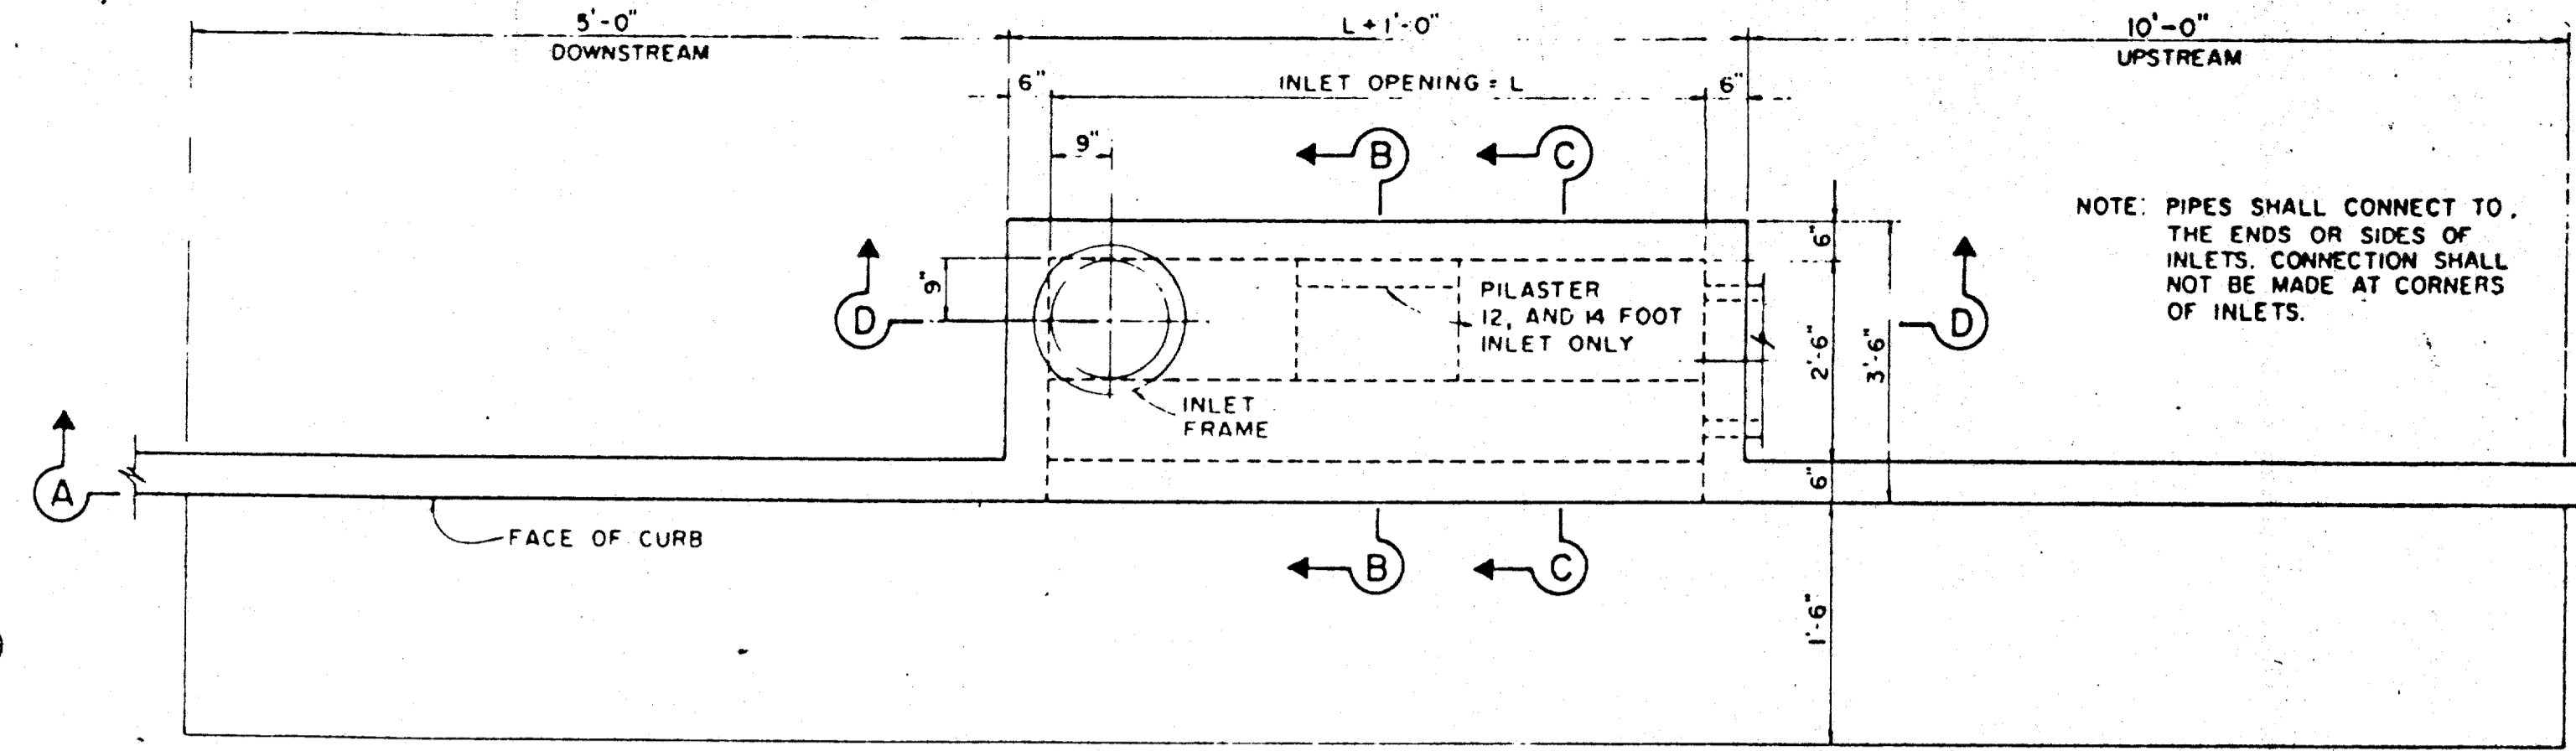 5'-0"
DOWNSTREAM
L + 1'-0"
10'-0"
UPSTREAM
6"
INLET OPENING = L
6"
9"
B
C
NOTE: PIPES SHALL CONNECT TO
THE ENDS OR SIDES OF
INLETS. CONNECTION SHALL
NOT BE MADE AT CORNERS
OF INLETS.
6"
9"
D
PILASTER
12, AND 14 FOOT
INLET ONLY
2'-6"
3'-6"
D
INLET
FRAME
A
6"
FACE OF CURB
B
C
1'-6"